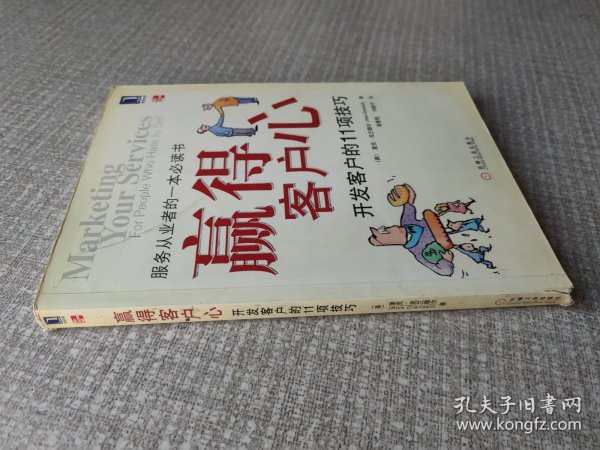 Marketing
Your Services
For People Who Hate to Sell
服务从业者的一本必读书
赢得
客户心
开发客户的11项技巧
赢得客户心
开发客户的11项技巧
孔夫子旧书网
www.kongfz.com